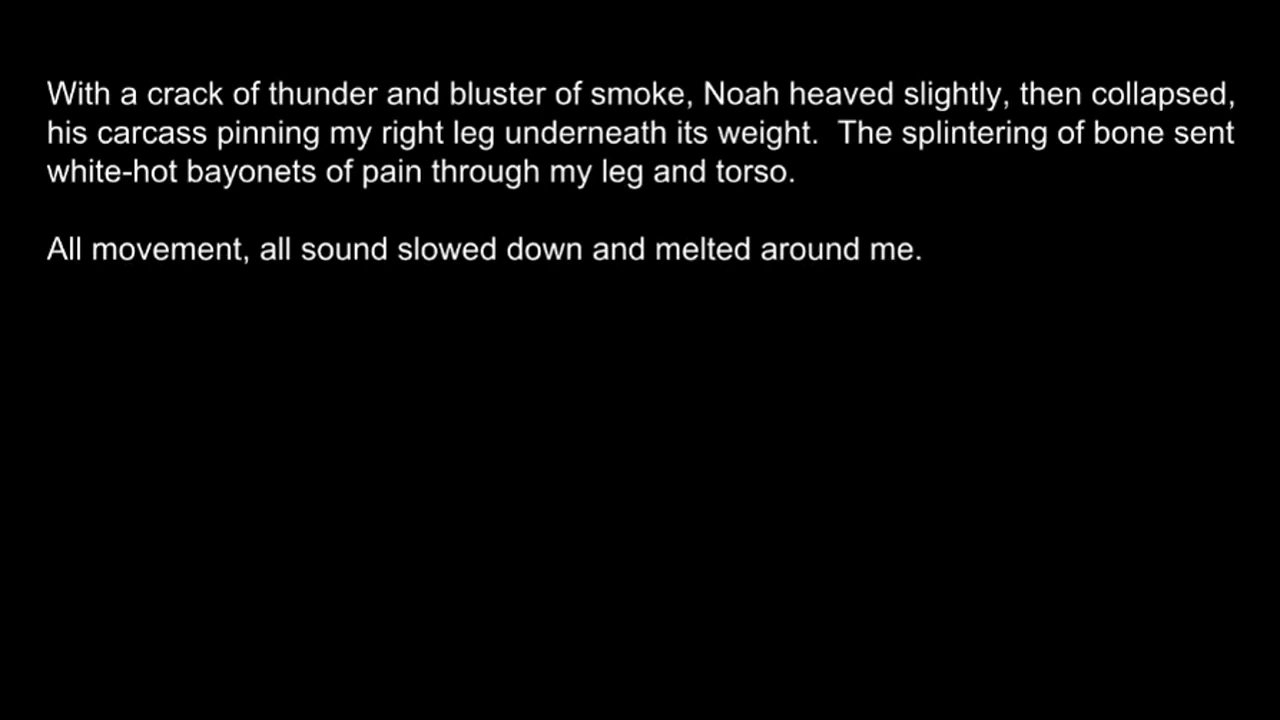 With a crack of thunder and bluster of smoke, Noah heaved slightly, then collapsed,
his carcass pinning my right leg underneath its weight.  The splintering of bone sent
white-hot bayonets of pain through my leg and torso.
All movement, all sound slowed down and melted around me.